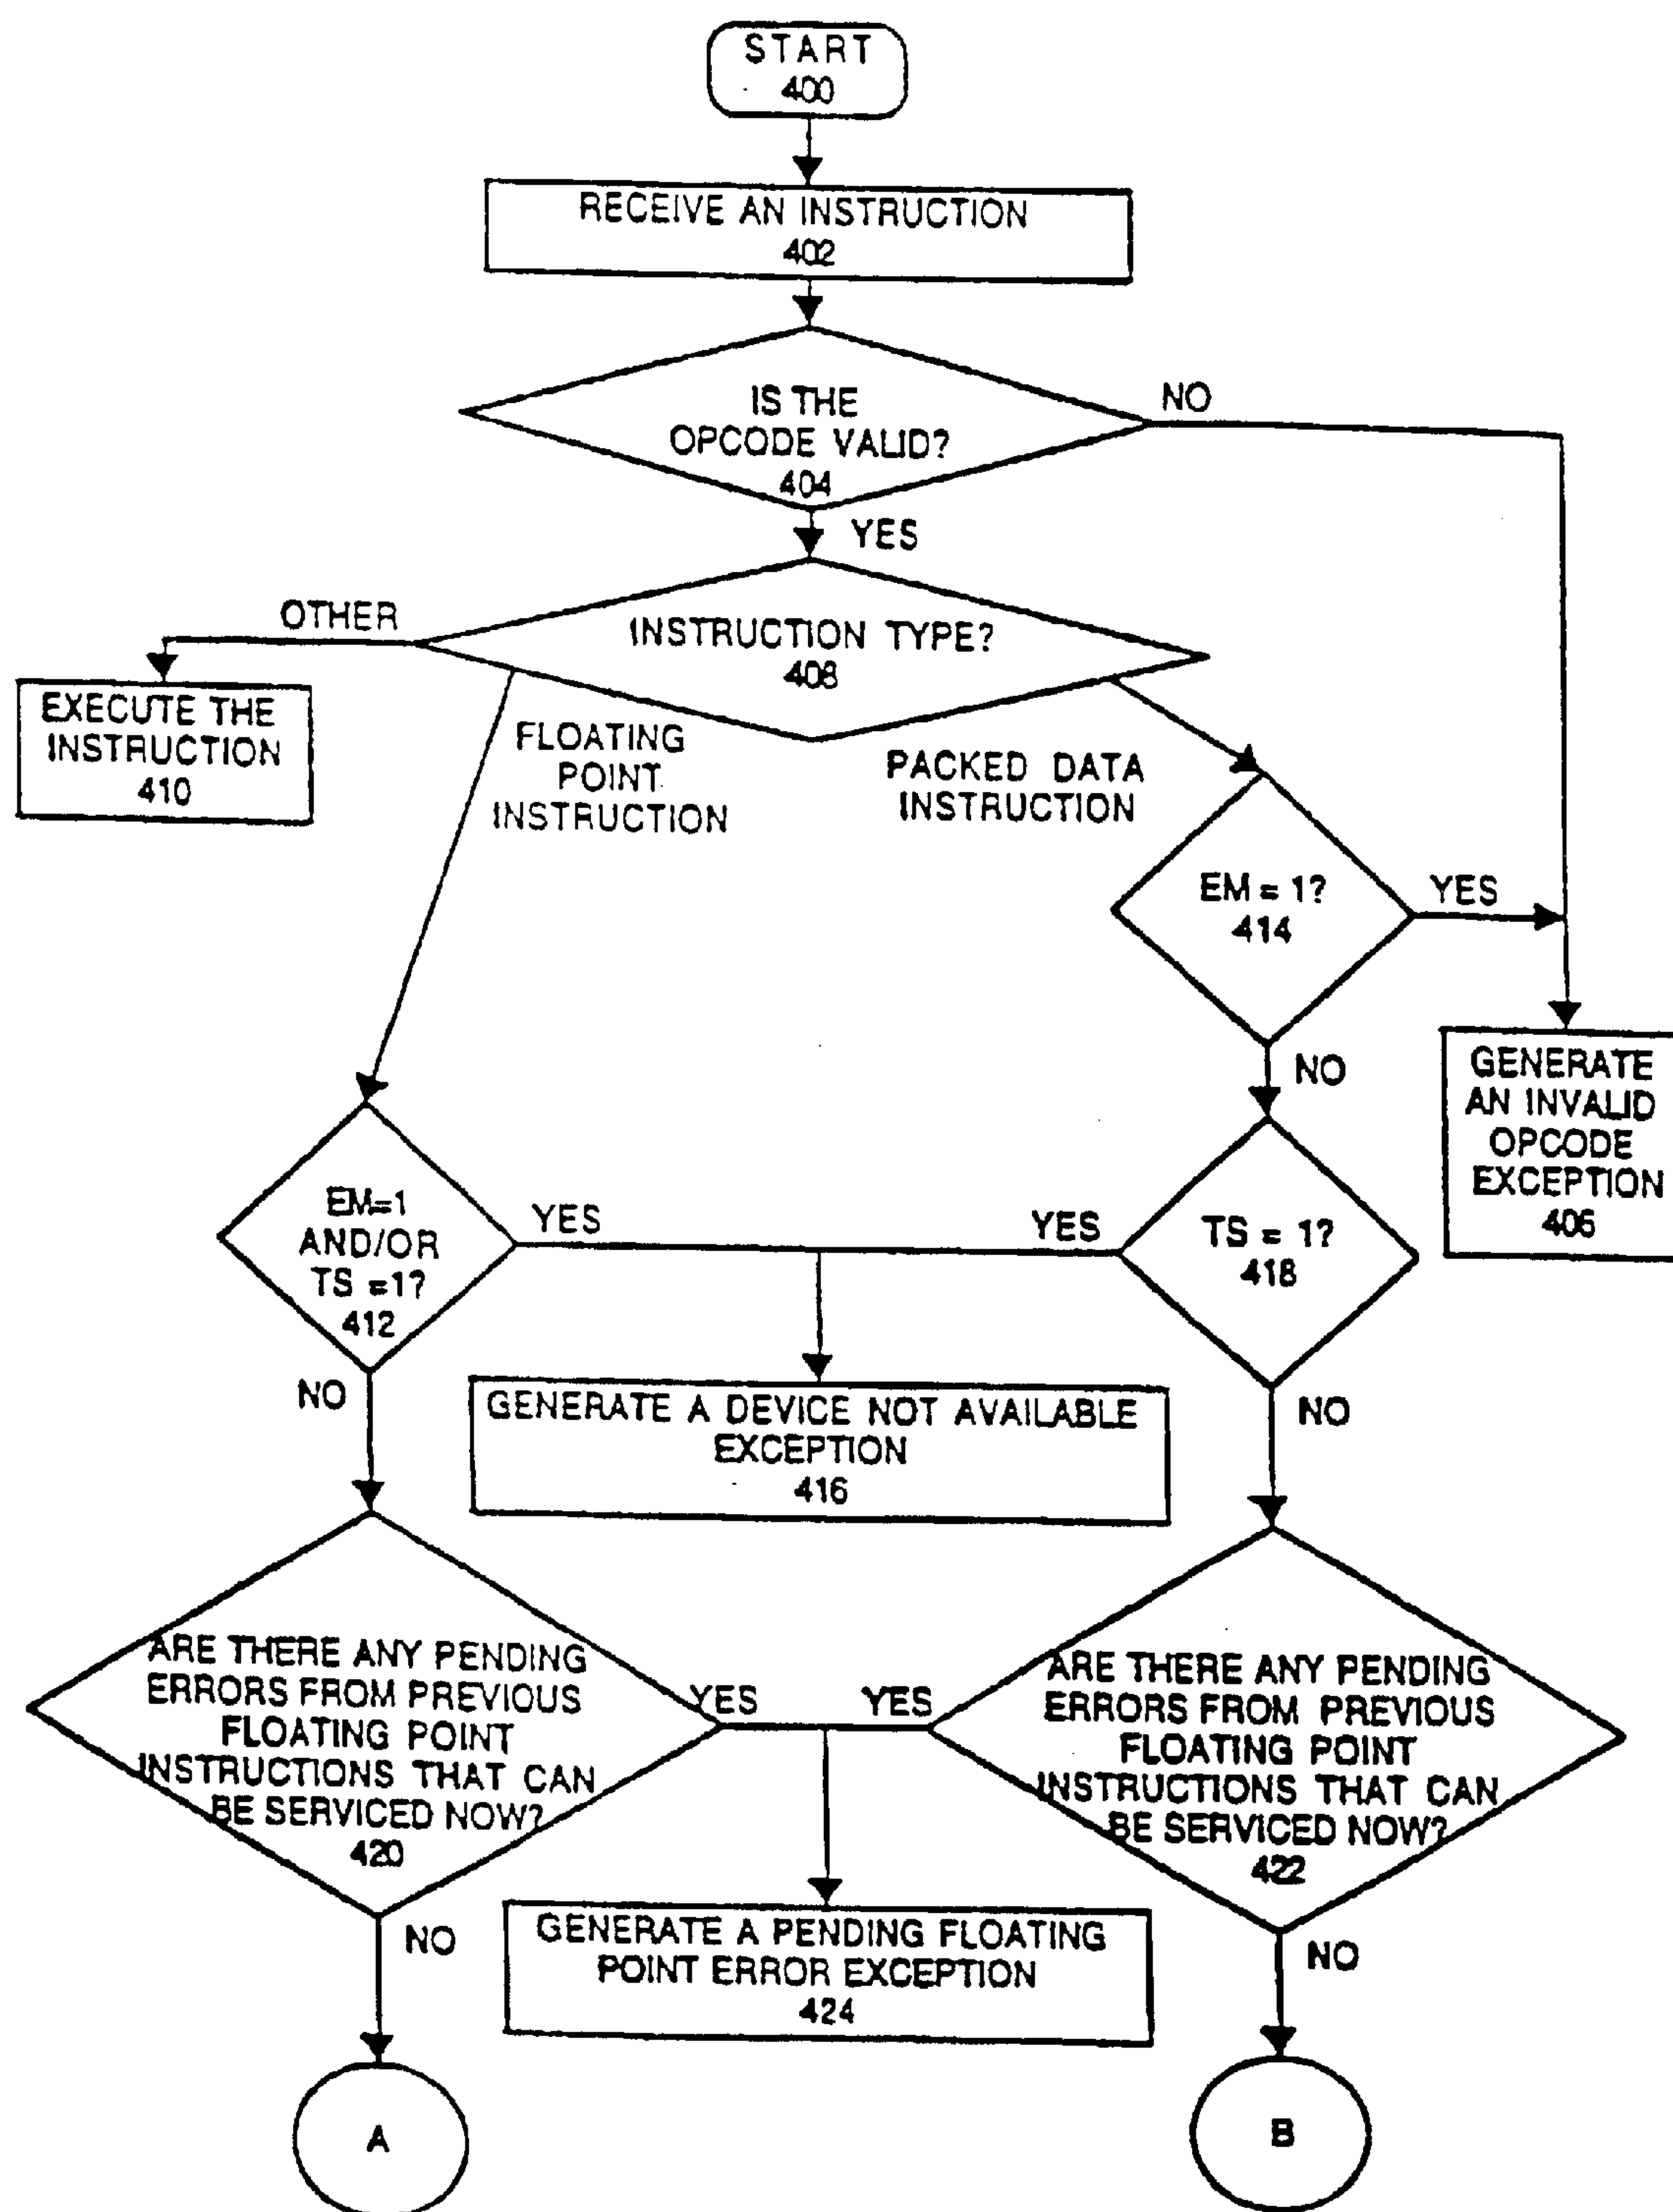 START
400
RECEIVE AN INSTRUCTION
402
IS THE
OPCODE VALID?
404
NO
YES
OTHER
INSTRUCTION TYPE?
408
EXECUTE THE
INSTRUCTION
410
FLOATING
POINT
INSTRUCTION
PACKED DATA
INSTRUCTION
EM = 1?
414
YES
NO
GENERATE
AN INVALID
OPCODE
EXCEPTION
406
EM=1
AND/OR
TS =1?
412
YES
YES
TS = 1?
418
NO
GENERATE A DEVICE NOT AVAILABLE
EXCEPTION
416
NO
ARE THERE ANY PENDING
ERRORS FROM PREVIOUS
FLOATING POINT
INSTRUCTIONS THAT CAN
BE SERVICED NOW?
420
YES
YES
ARE THERE ANY PENDING
ERRORS FROM PREVIOUS
FLOATING POINT
INSTRUCTIONS THAT CAN
BE SERVICED NOW?
422
NO
GENERATE A PENDING FLOATING
POINT ERROR EXCEPTION
424
NO
A
B